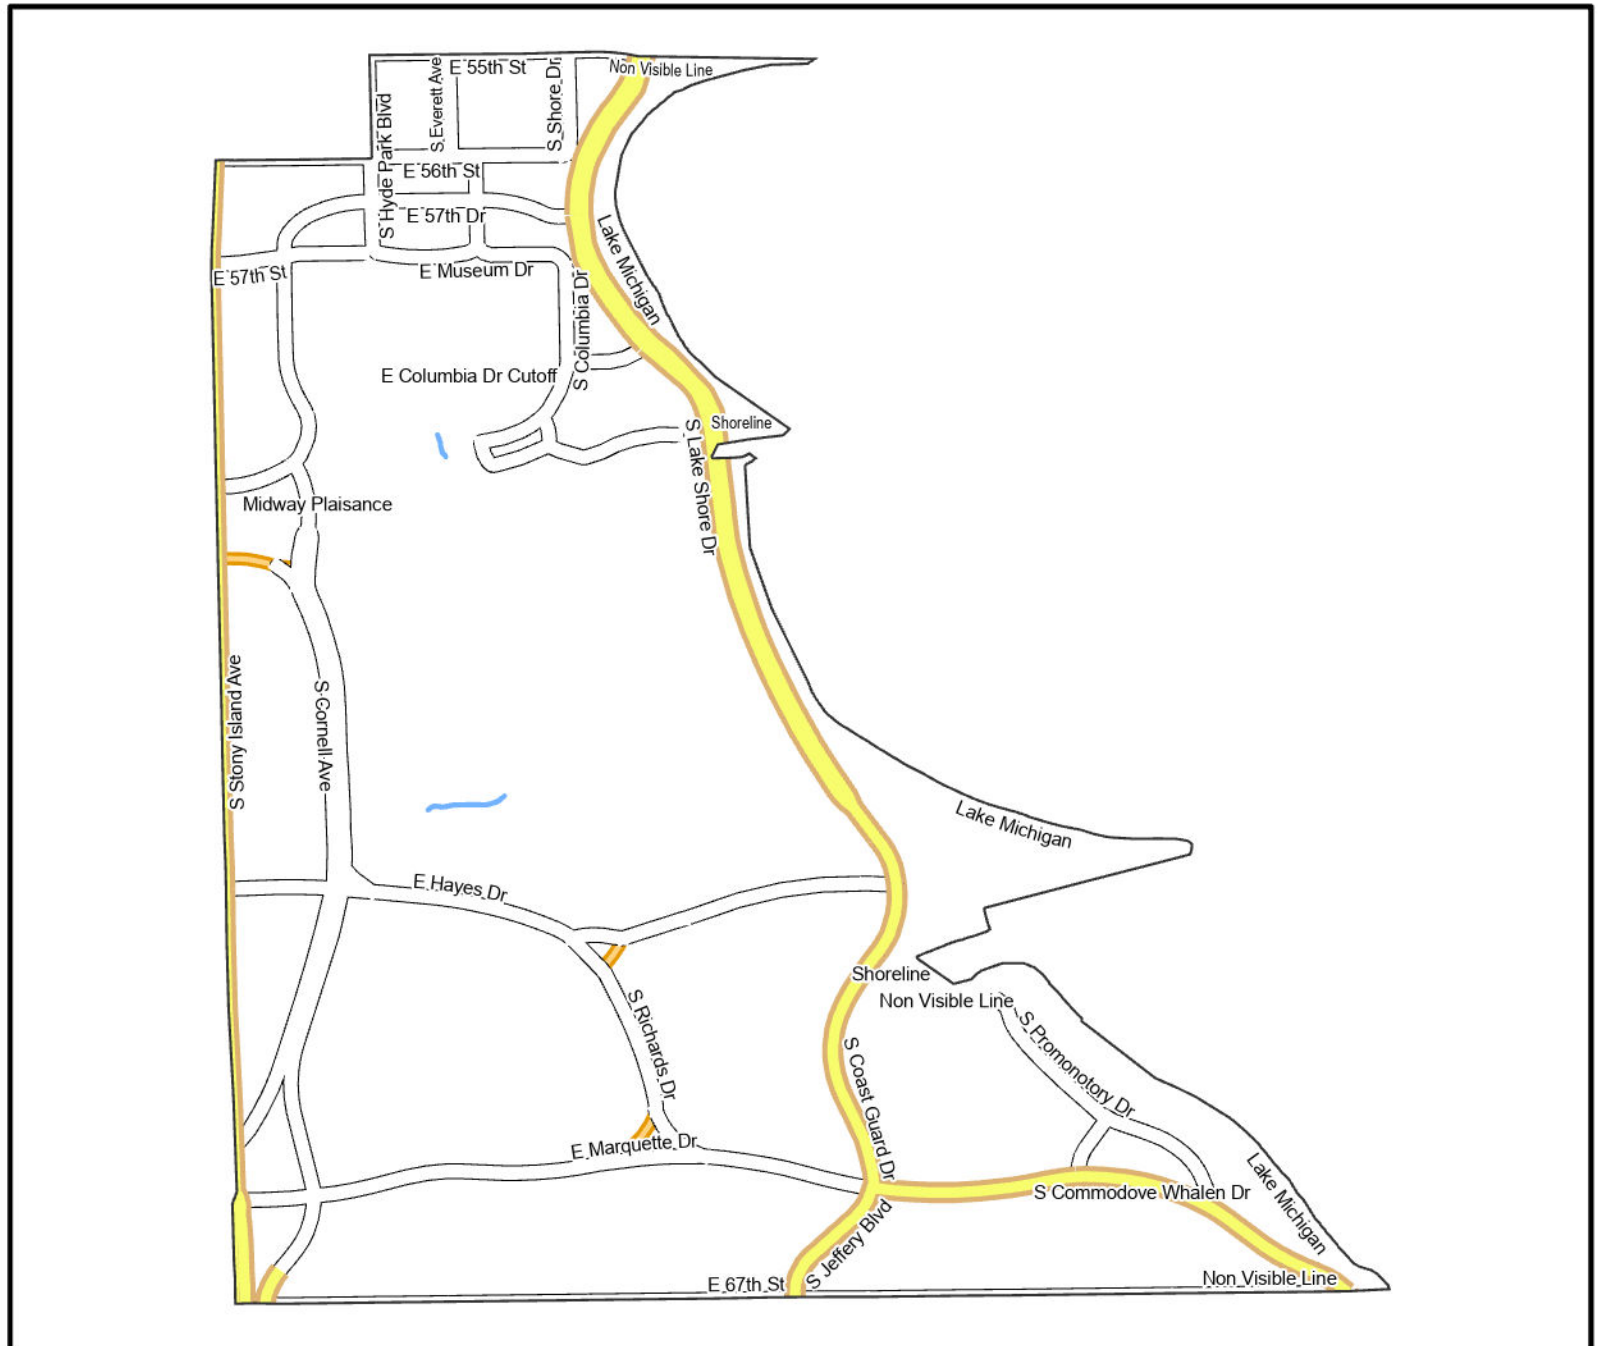 E 55th St
Non Visible Line
S Everett Ave
S Shore Dr
S Hyde Park Blvd
E 56th St
E 57th Dr
Lake Michigan
E 57th St
E Museum Dr
S Columbia Dr
E Columbia Dr Cutoff
Shoreline
S Lake Shore Dr
Midway Plaisance
S Stony Island Ave
S Cornell Ave
Lake Michigan
E Hayes Dr
Shoreline
Non Visible Line
S Richards Dr
S Promonotory Dr
S Coast Guard Dr
E Marquette Dr
S Commodove Whalen Dr
Lake Michigan
S Jeffery Blvd
E 67th St
Non Visible Line